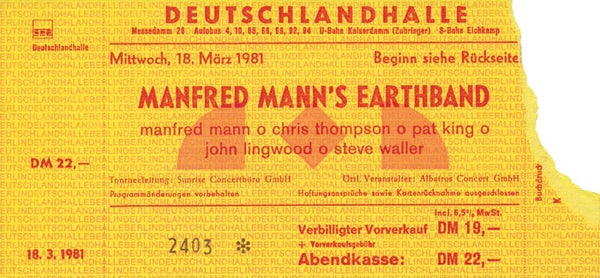 DEUTSCHLANDHALLE
Messedamm 26 Autobus 4, 10, 65, 66, 69, 92, 94 U-Bahn Kaiserdamm (Zubringer) S-Bahn Eichkamp
Deutschlandhalle
Mittwoch, 18. März 1981 Beginn siehe Rückseite
MANFRED MANN'S EARTHBAND
manfred mann o chris thompson o pat king o
john lingwood o steve waller
DM 22,—
Tourneeleitung: Sunrise Concertbüro GmbH Örtl. Veranstalter: Albatros Concert GmbH
Programmänderungen vorbehalten Haftungsansprüche sowie Kartenrücknahme ausgeschlossen
Buchdruck
K
incl. 6,5% MwSt.
Verbilligter Vorverkauf DM 19,—
+ Vorverkaufsgebühr
18. 3. 1981 2403 * Abendkasse: DM 22,—